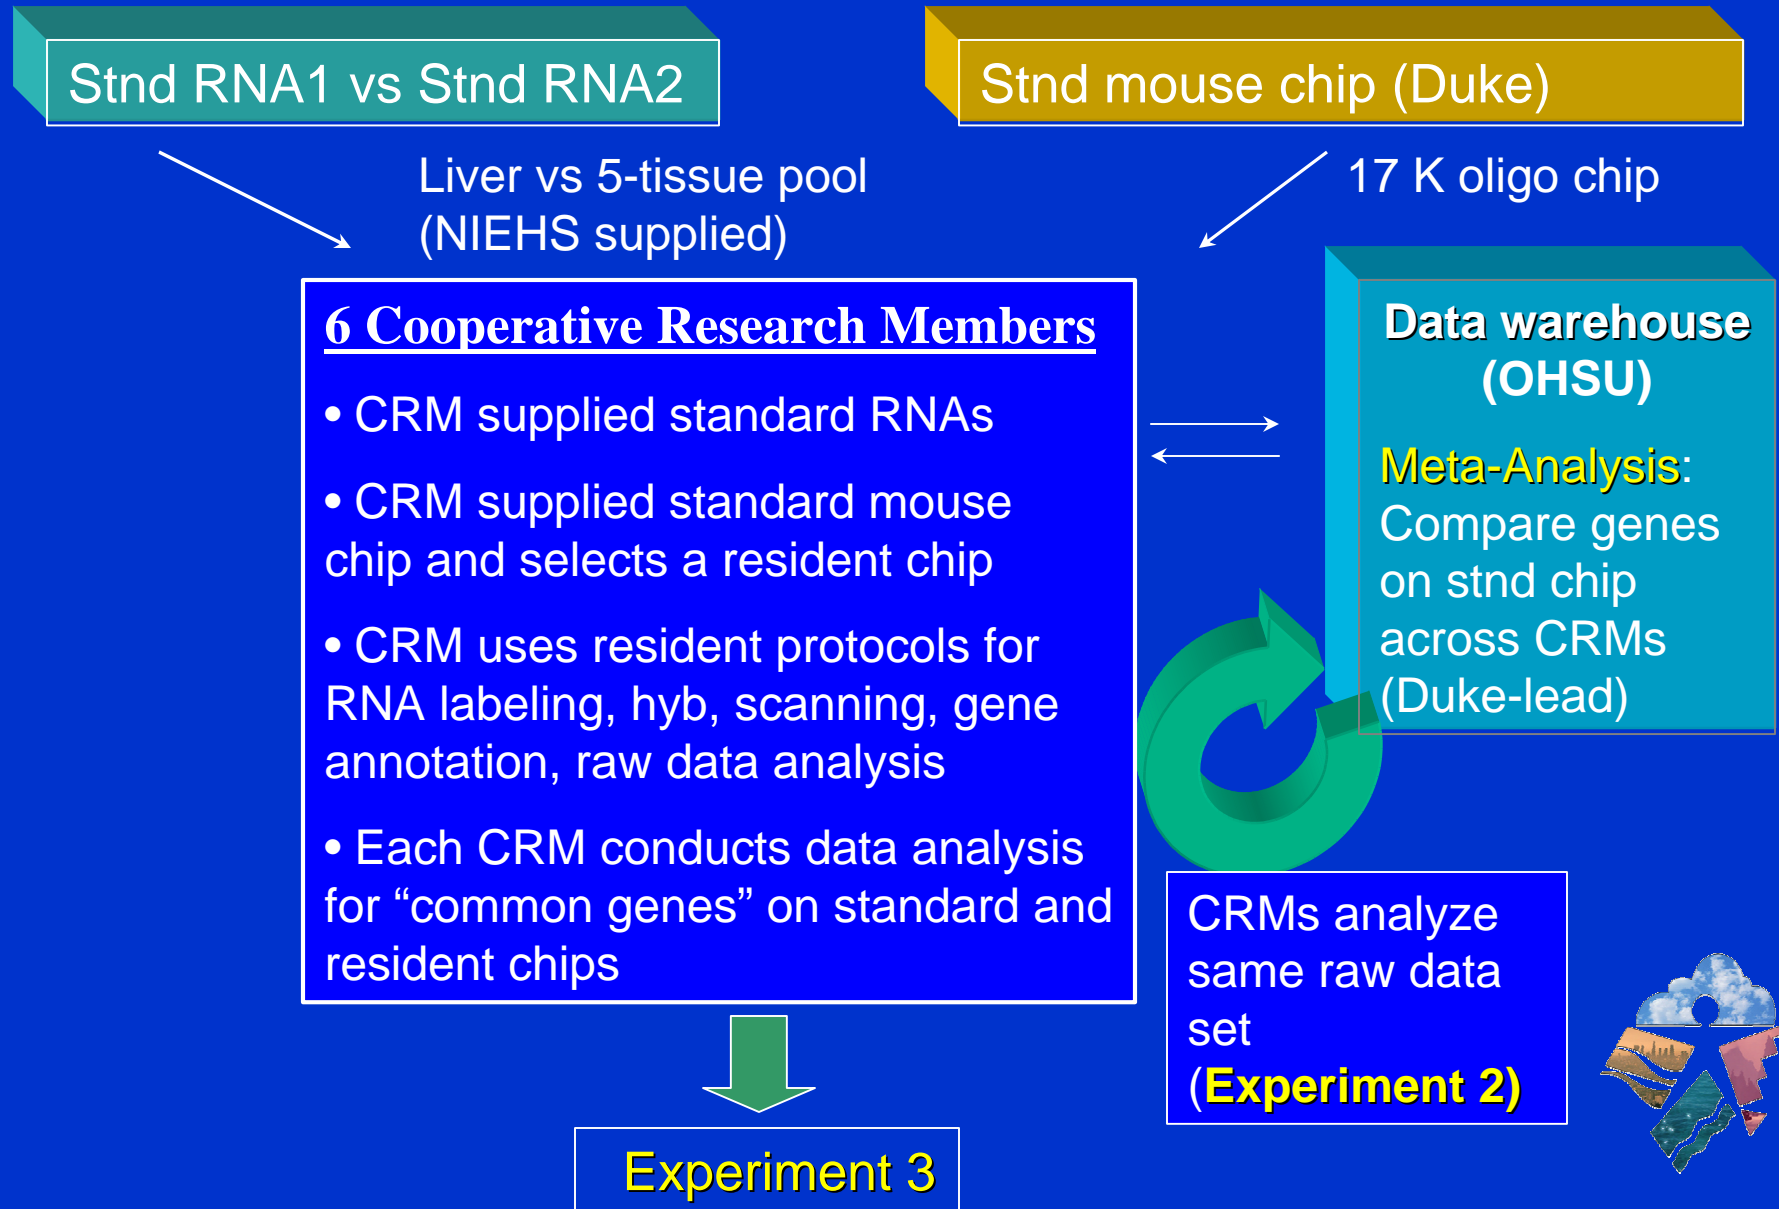 Stnd RNA1 vs Stnd RNA2
Stnd mouse chip (Duke)
Liver vs 5-tissue pool
(NIEHS supplied)
17 K oligo chip
6 Cooperative Research Members
• CRM supplied standard RNAs
• CRM supplied standard mouse
chip and selects a resident chip
• CRM uses resident protocols for
RNA labeling, hyb, scanning, gene
annotation, raw data analysis
• Each CRM conducts data analysis
for “common genes” on standard and
resident chips
Data warehouse
(OHSU)
Meta-Analysis:
Compare genes
on stnd chip
across CRMs
(Duke-lead)
CRMs analyze
same raw data
set
(Experiment 2)
Experiment 3